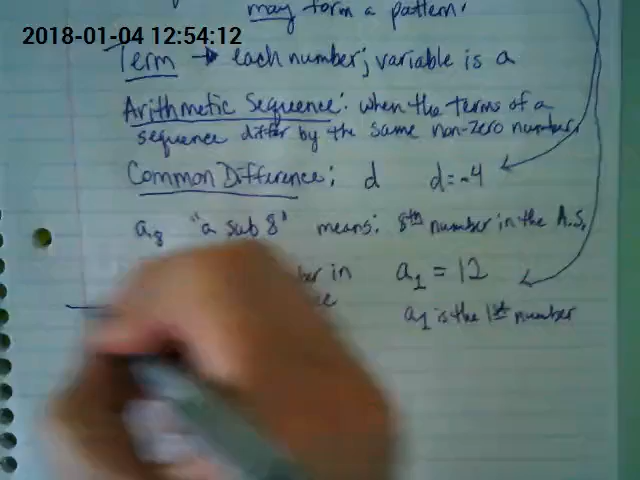 may form a pattern.
2018-01-04 12:54:12
Term → each number; variable is a
Arithmetic Sequence: when the terms of a
sequence differ by the same non-zero number.
Common Difference: d d=-4
a₈ "a sub 8" means: 8th number in the A.S.
in a₁ = 12
a₁ is the 1st number